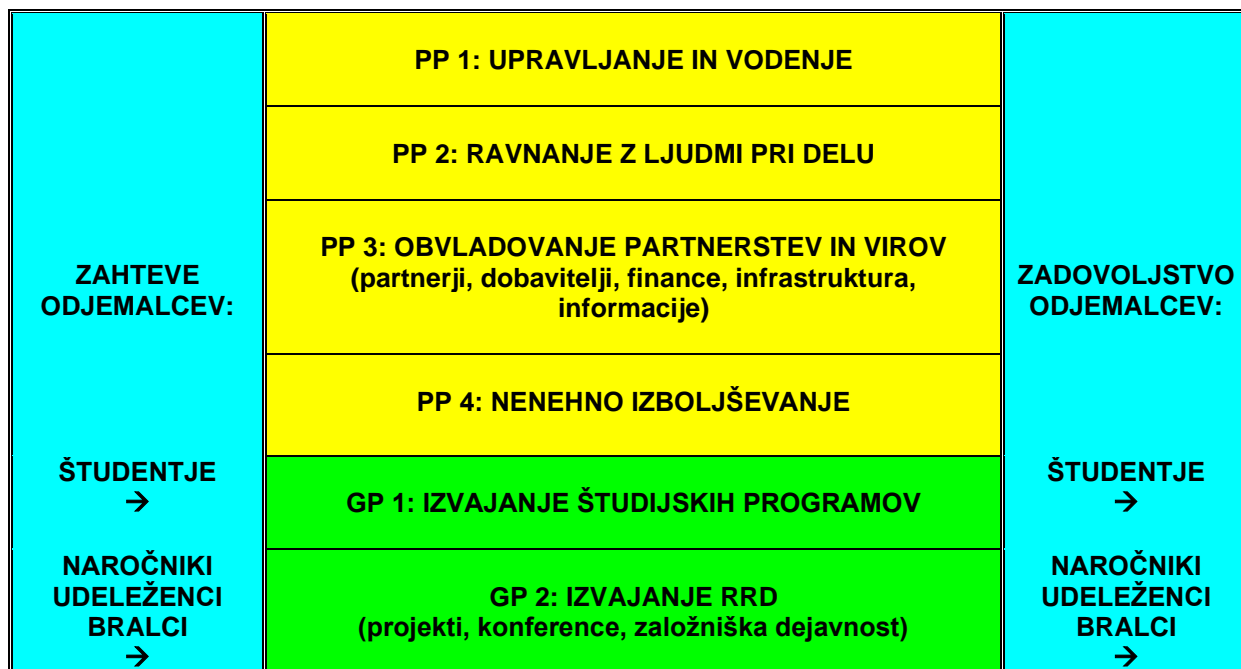 ZAHTEVE
ODJEMALCEV:
ŠTUDENTJE
→
NAROČNIKI
UDELEŽENCI
BRALCI
→
PP 1: UPRAVLJANJE IN VODENJE
PP 2: RAVNANJE Z LJUDMI PRI DELU
PP 3: OBVLADOVANJE PARTNERSTEV IN VIROV
(partnerji, dobavitelji, finance, infrastruktura,
informacije)
PP 4: NENEHNO IZBOLJŠEVANJE
GP 1: IZVAJANJE ŠTUDIJSKIH PROGRAMOV
GP 2: IZVAJANJE RRD
(projekti, konference, založniška dejavnost)
ZADOVOLJSTVO
ODJEMALCEV:
ŠTUDENTJE
→
NAROČNIKI
UDELEŽENCI
BRALCI
→